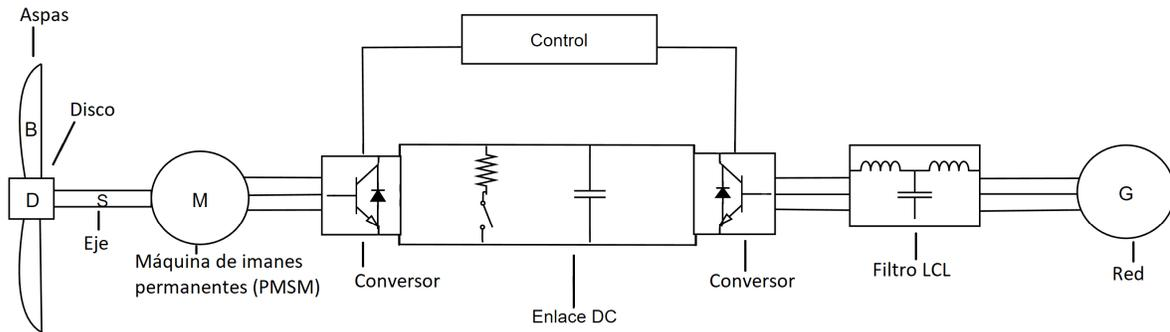 Aspas
Control
Disco
B
D
S
M
G
Eje
Máquina de imanes
permanentes (PMSM)
Conversor
Enlace DC
Conversor
Filtro LCL
Red